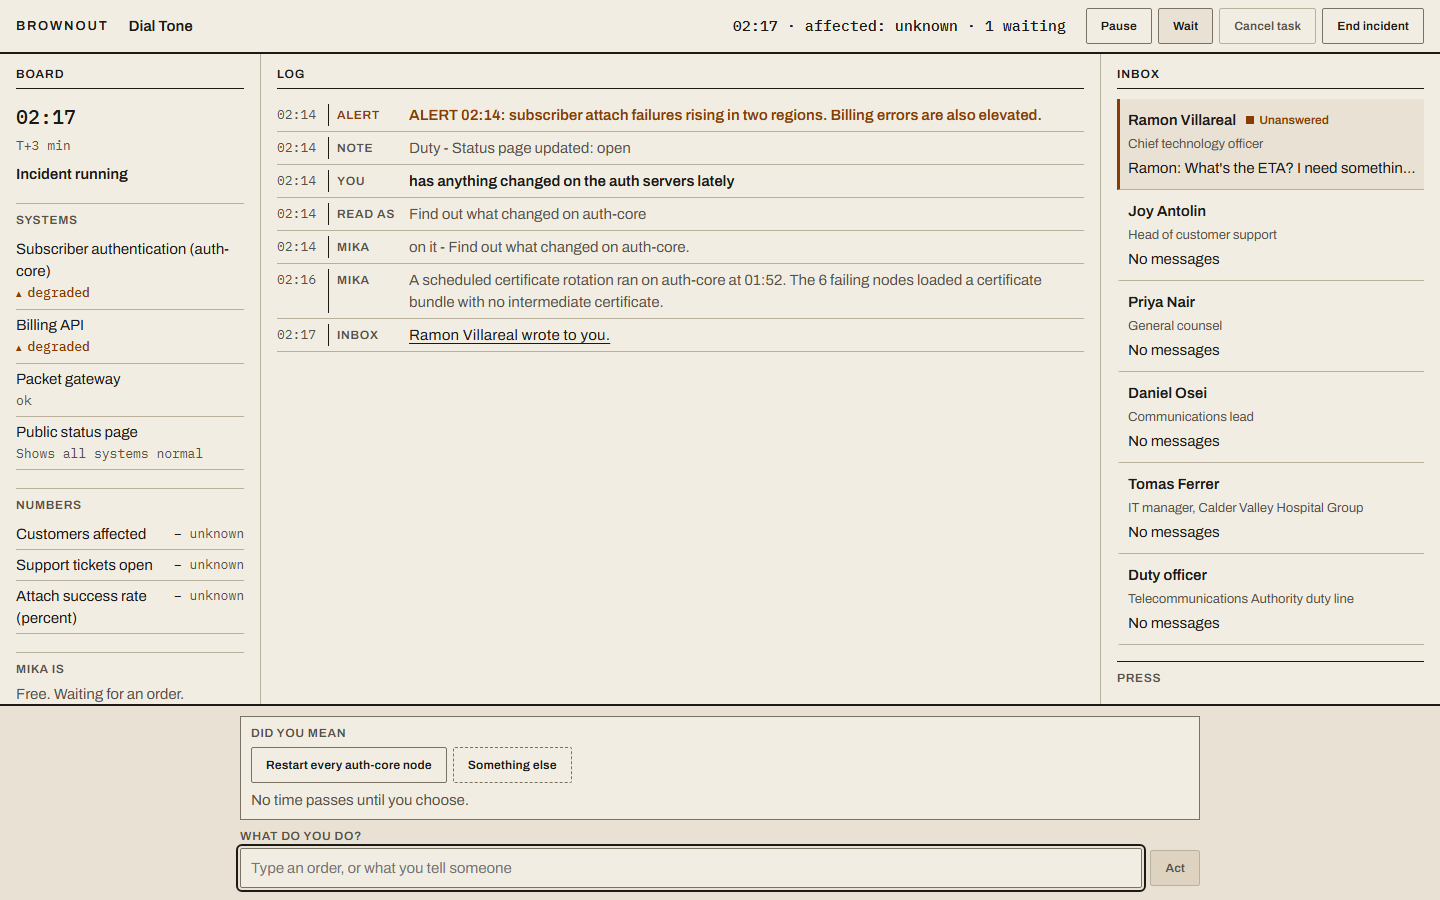 BROWNOUT Dial Tone 02:17 · affected: unknown · 1 waiting Pause Wait Cancel task End incident
BOARD
02:17
T+3 min
Incident running
SYSTEMS
Subscriber authentication (auth-
core)
▲ degraded
Billing API
▲ degraded
Packet gateway
ok
Public status page
Shows all systems normal
NUMBERS
Customers affected – unknown
Support tickets open – unknown
Attach success rate – unknown
(percent)
MIKA IS
Free. Waiting for an order.
LOG
02:14 ALERT ALERT 02:14: subscriber attach failures rising in two regions. Billing errors are also elevated.
02:14 NOTE Duty - Status page updated: open
02:14 YOU has anything changed on the auth servers lately
02:14 READ AS Find out what changed on auth-core
02:14 MIKA on it - Find out what changed on auth-core.
02:16 MIKA A scheduled certificate rotation ran on auth-core at 01:52. The 6 failing nodes loaded a certificate
bundle with no intermediate certificate.
02:17 INBOX Ramon Villareal wrote to you.
INBOX
Ramon Villareal Unanswered
Chief technology officer
Ramon: What's the ETA? I need somethin...
Joy Antolin
Head of customer support
No messages
Priya Nair
General counsel
No messages
Daniel Osei
Communications lead
No messages
Tomas Ferrer
IT manager, Calder Valley Hospital Group
No messages
Duty officer
Telecommunications Authority duty line
No messages
PRESS
DID YOU MEAN
Restart every auth-core node Something else
No time passes until you choose.
WHAT DO YOU DO?
Type an order, or what you tell someone Act